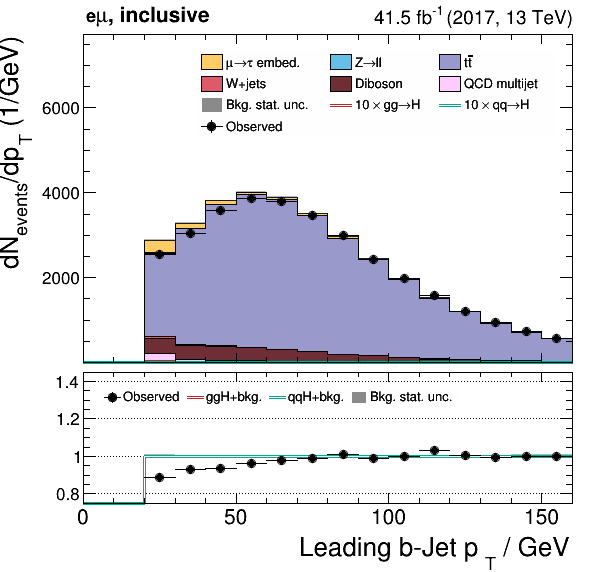 eμ, inclusive 41.5 fb⁻¹ (2017, 13 TeV)
dN_events/dp_T (1/GeV)
μ→τ embed. Z→ll tt̄
W+jets Diboson QCD multijet
Bkg. stat. unc. 10 × gg→H 10 × qq→H
Observed
6000
4000
2000
1.4
Observed ggH+bkg. qqH+bkg. Bkg. stat. unc.
1.2
1
0.8
0 50 100 150
Leading b-Jet p_T / GeV